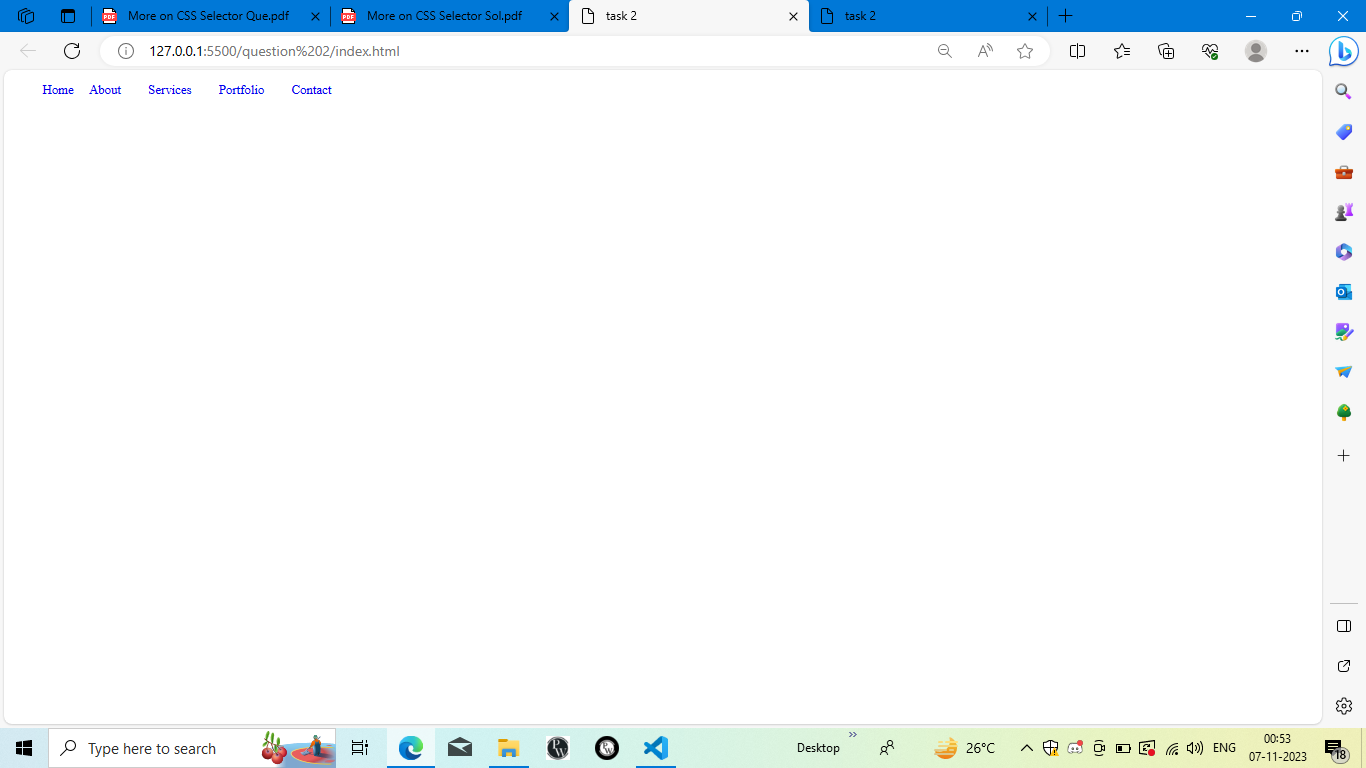 More on CSS Selector Que.pdf
More on CSS Selector Sol.pdf
task 2
task 2
127.0.0.1:5500/question%202/index.html
Home About Services Portfolio Contact
Type here to search
Desktop
26°C
ENG
00:53
07-11-2023
18